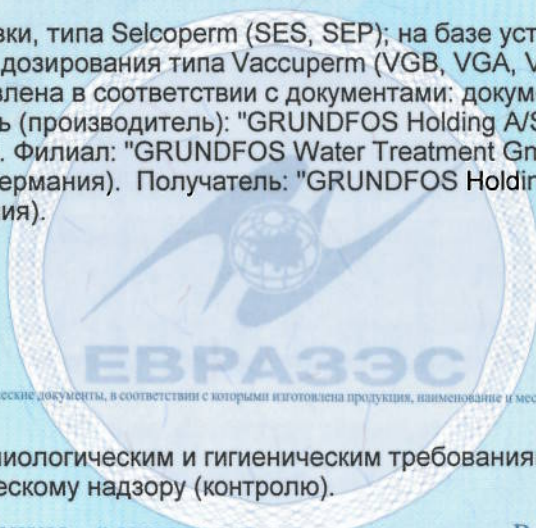 вки, типа Selcoperm (SES, SEP); на базе уст
дозирования типа Vaccuperm (VGB, VGA, V
влена в соответствии с документами: докум
ь (производитель): "GRUNDFOS Holding A/S
. Филиал: "GRUNDFOS Water Treatment Gm
ермания). Получатель: "GRUNDFOS Holdin
ия).
ЕВРАЗЭС
еские документы, в соответствии с которыми изготовлена продукция, наименование и мес
миологическим и гигиеническим требования
ескому надзору (контролю).